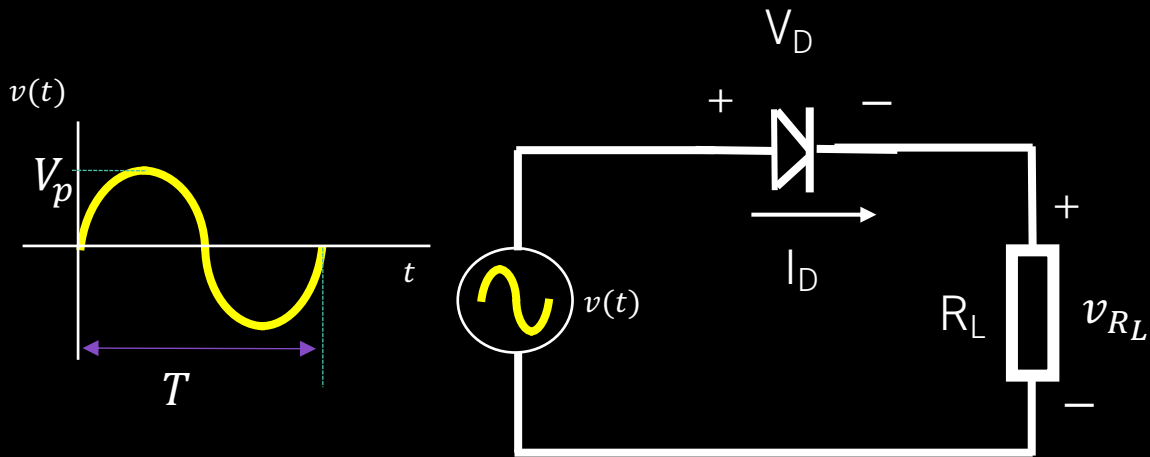 v(t)
V_p
t
T
V_D
+
−
I_D
v(t)
R_L
+
v_{R_L}
−